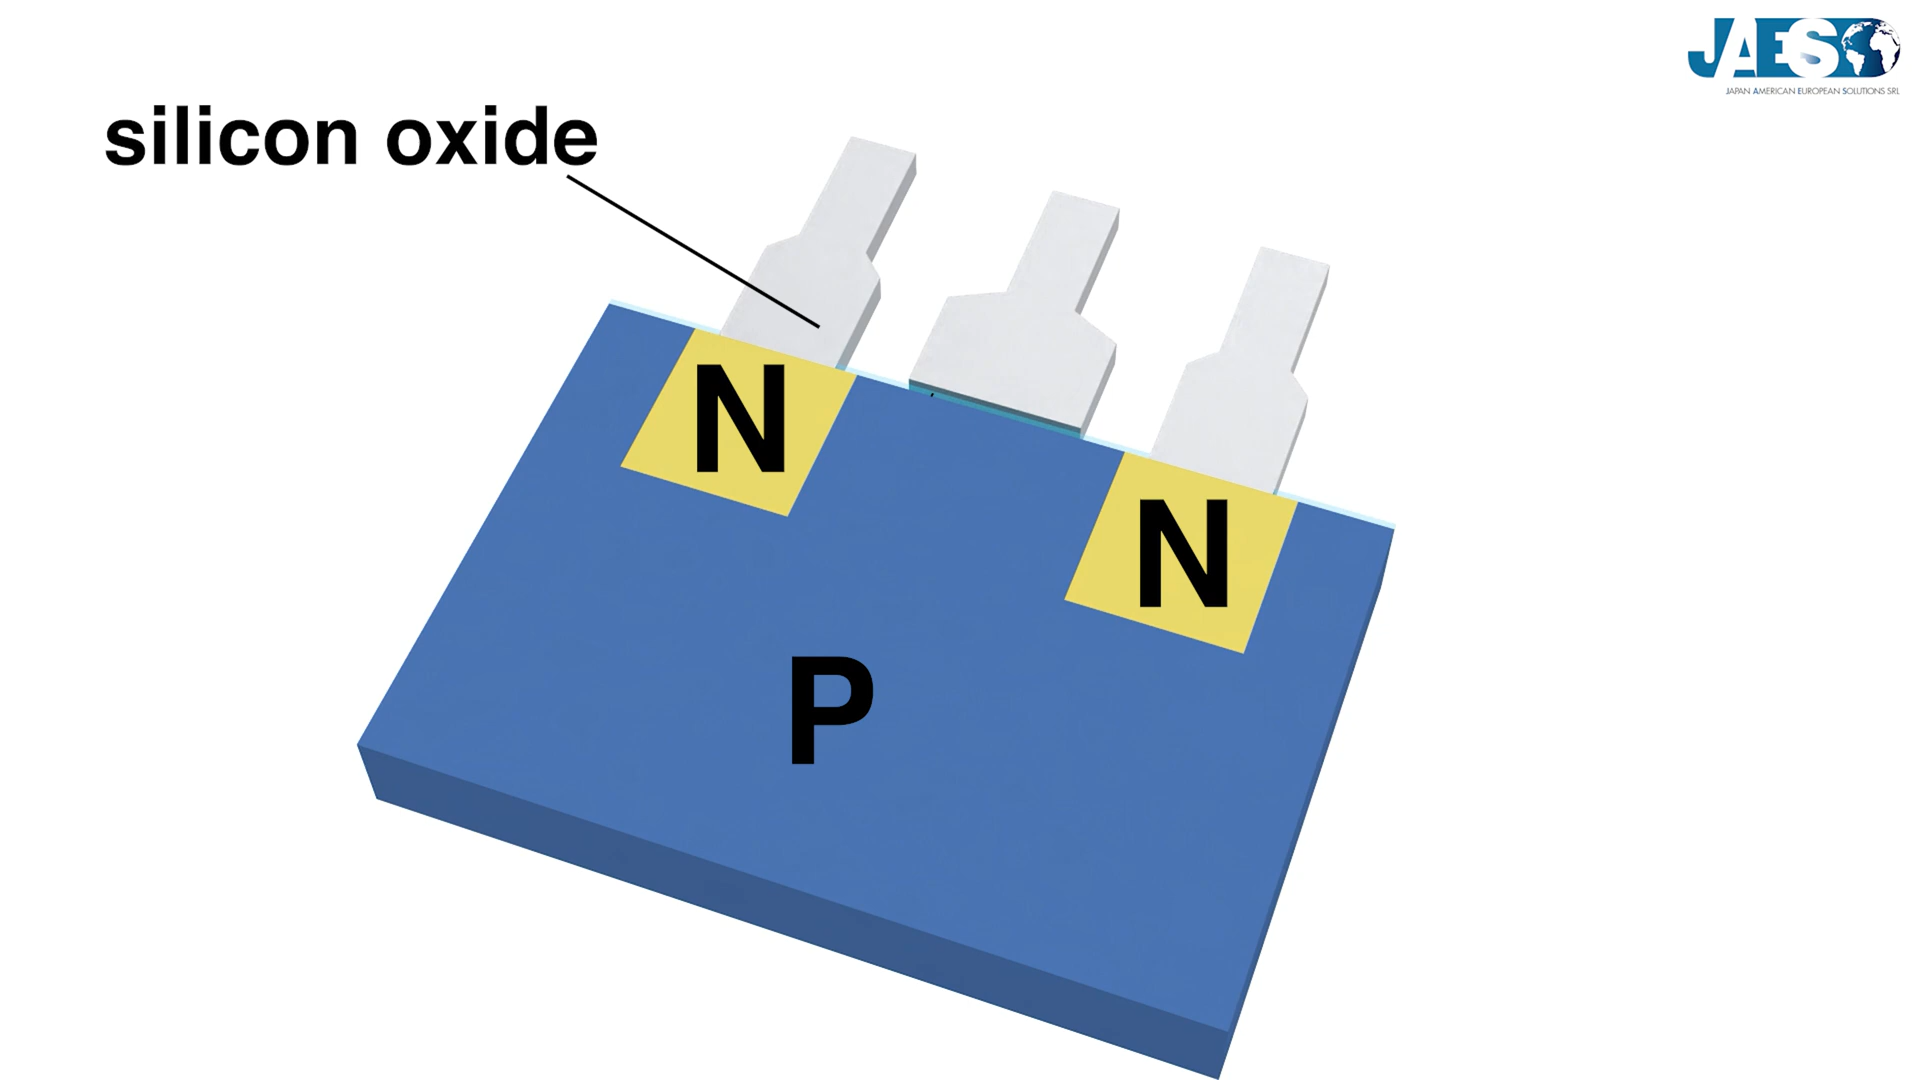 JAES
JAPAN AMERICAN EUROPEAN SOLUTIONS SRL
silicon oxide
N
N
P